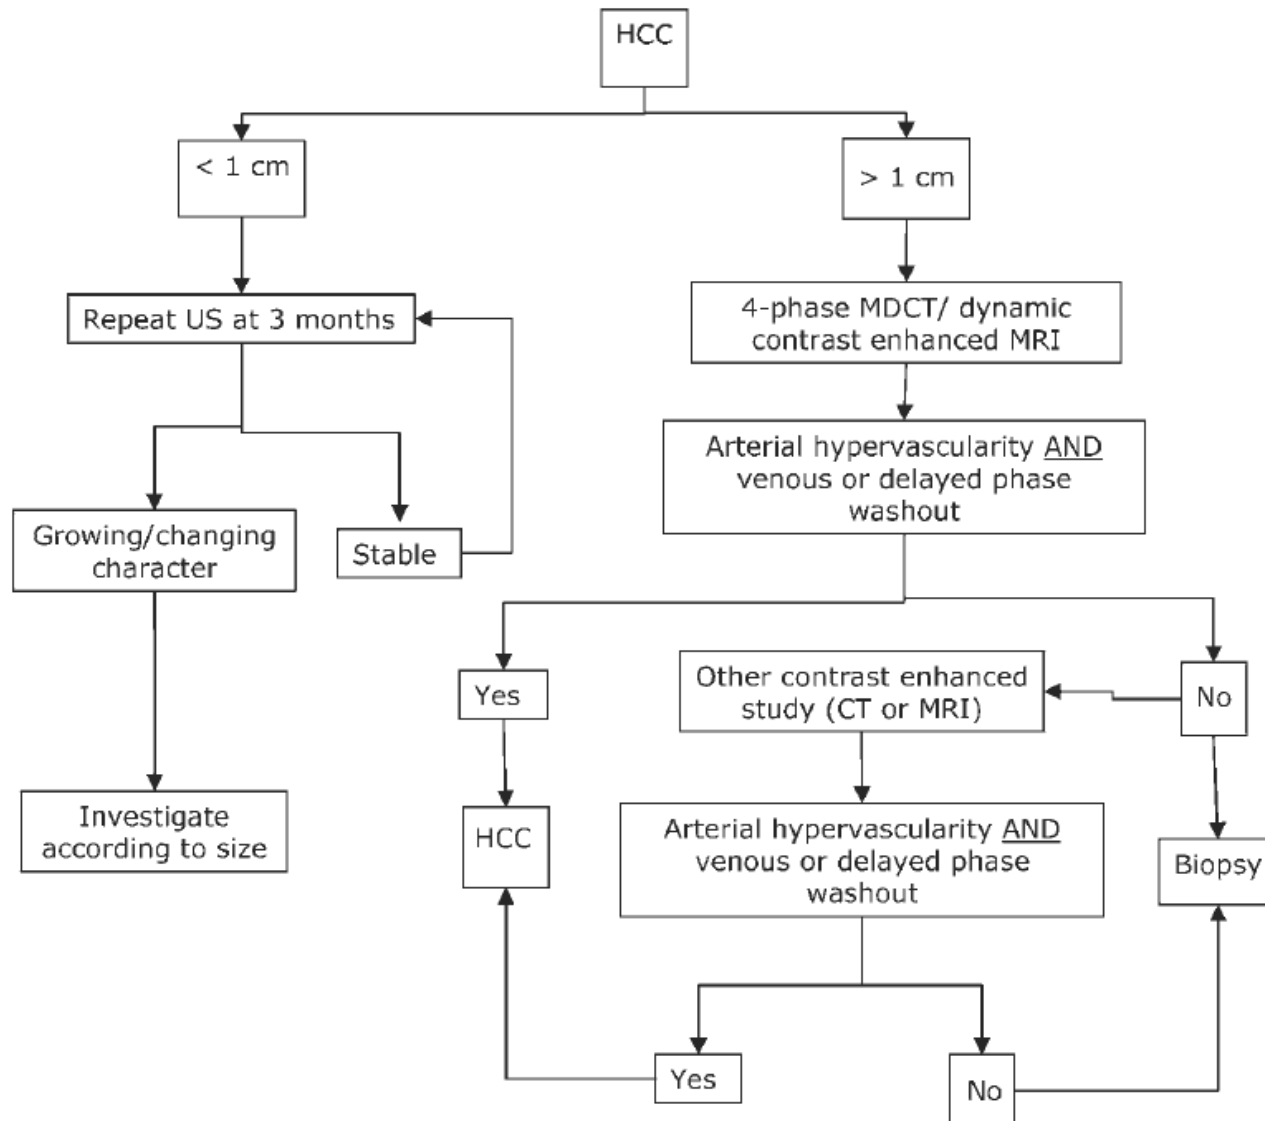 HCC
< 1 cm
> 1 cm
Repeat US at 3 months
4-phase MDCT/ dynamic
contrast enhanced MRI
Arterial hypervascularity AND
venous or delayed phase
washout
Growing/changing
character
Stable
Yes
Other contrast enhanced
study (CT or MRI)
No
Investigate
according to size
HCC
Arterial hypervascularity AND
venous or delayed phase
washout
Biopsy
Yes
No